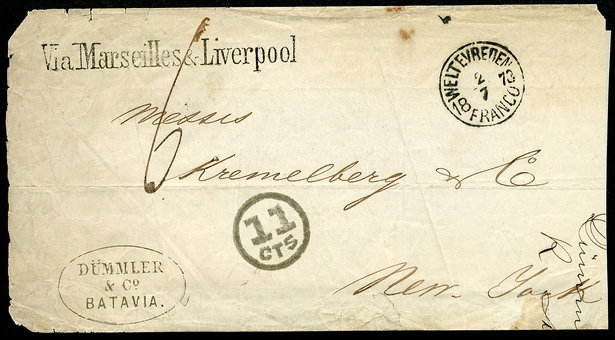 Via Marseilles & Liverpool
WELTEVREDEN
2
7
18 73
FRANCO
6
Messrs
Kremelberg & Co
11
CTS
DÜMMLER
& Co
BATAVIA.
New-York